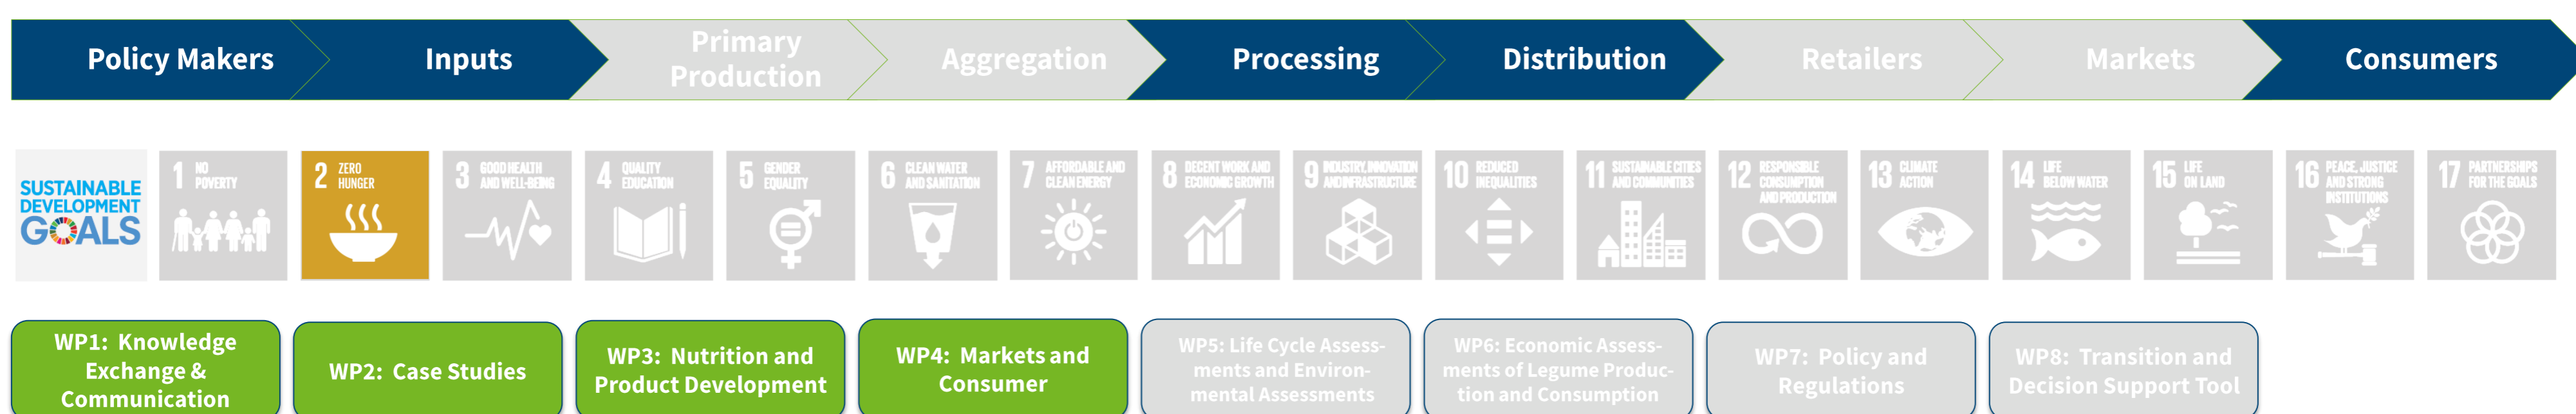 Policy Makers
Inputs
Primary
Production
Aggregation
Processing
Distribution
Retailers
Markets
Consumers
SUSTAINABLE
DEVELOPMENT
GOALS
1 NO
POVERTY
2 ZERO
HUNGER
3 GOOD HEALTH
AND WELL-BEING
4 QUALITY
EDUCATION
5 GENDER
EQUALITY
6 CLEAN WATER
AND SANITATION
7 AFFORDABLE AND
CLEAN ENERGY
8 DECENT WORK AND
ECONOMIC GROWTH
9 INDUSTRY, INNOVATION
AND INFRASTRUCTURE
10 REDUCED
INEQUALITIES
11 SUSTAINABLE CITIES
AND COMMUNITIES
12 RESPONSIBLE
CONSUMPTION
AND PRODUCTION
13 CLIMATE
ACTION
14 LIFE
BELOW WATER
15 LIFE
ON LAND
16 PEACE, JUSTICE
AND STRONG
INSTITUTIONS
17 PARTNERSHIPS
FOR THE GOALS
WP1: Knowledge
Exchange &
Communication
WP2: Case Studies
WP3: Nutrition and
Product Development
WP4: Markets and
Consumer
WP5: Life Cycle Assess-
ments and Environ-
mental Assessments
WP6: Economic Assess-
ments of Legume Produc-
tion and Consumption
WP7: Policy and
Regulations
WP8: Transition and
Decision Support Tool